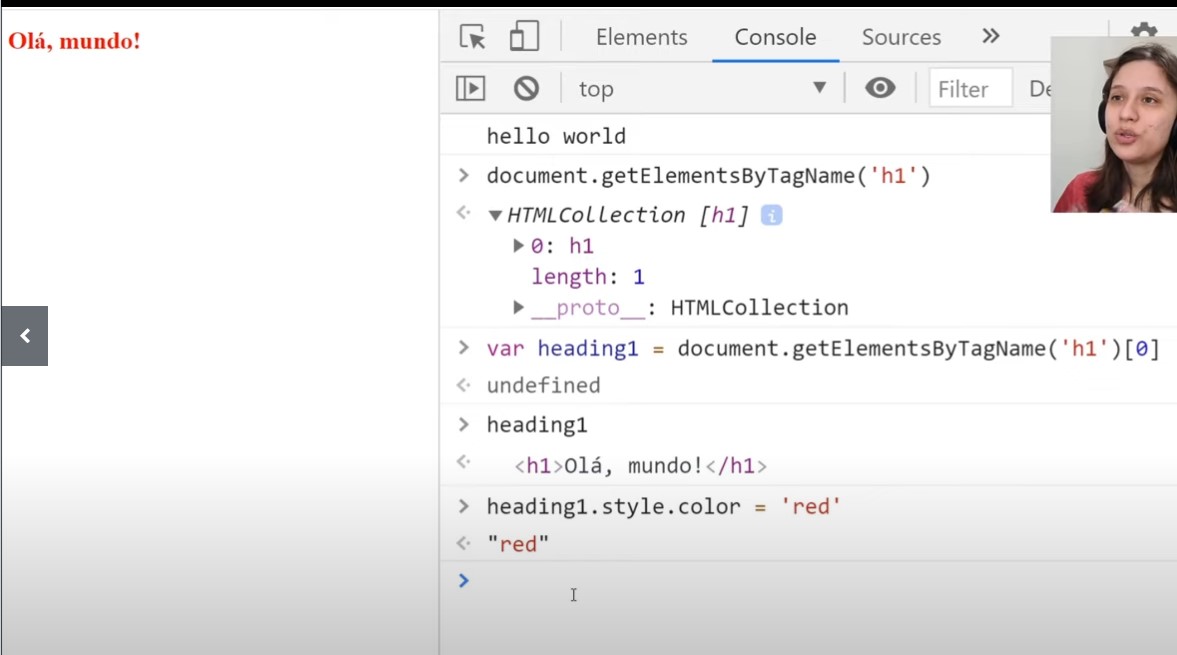 Olá, mundo!
Elements Console Sources »
top ▼ Filter De
hello world
> document.getElementsByTagName('h1')
▼HTMLCollection [h1] i
▶0: h1
length: 1
▶__proto__: HTMLCollection
> var heading1 = document.getElementsByTagName('h1')[0]
undefined
> heading1
<h1>Olá, mundo!</h1>
> heading1.style.color = 'red'
"red"
>